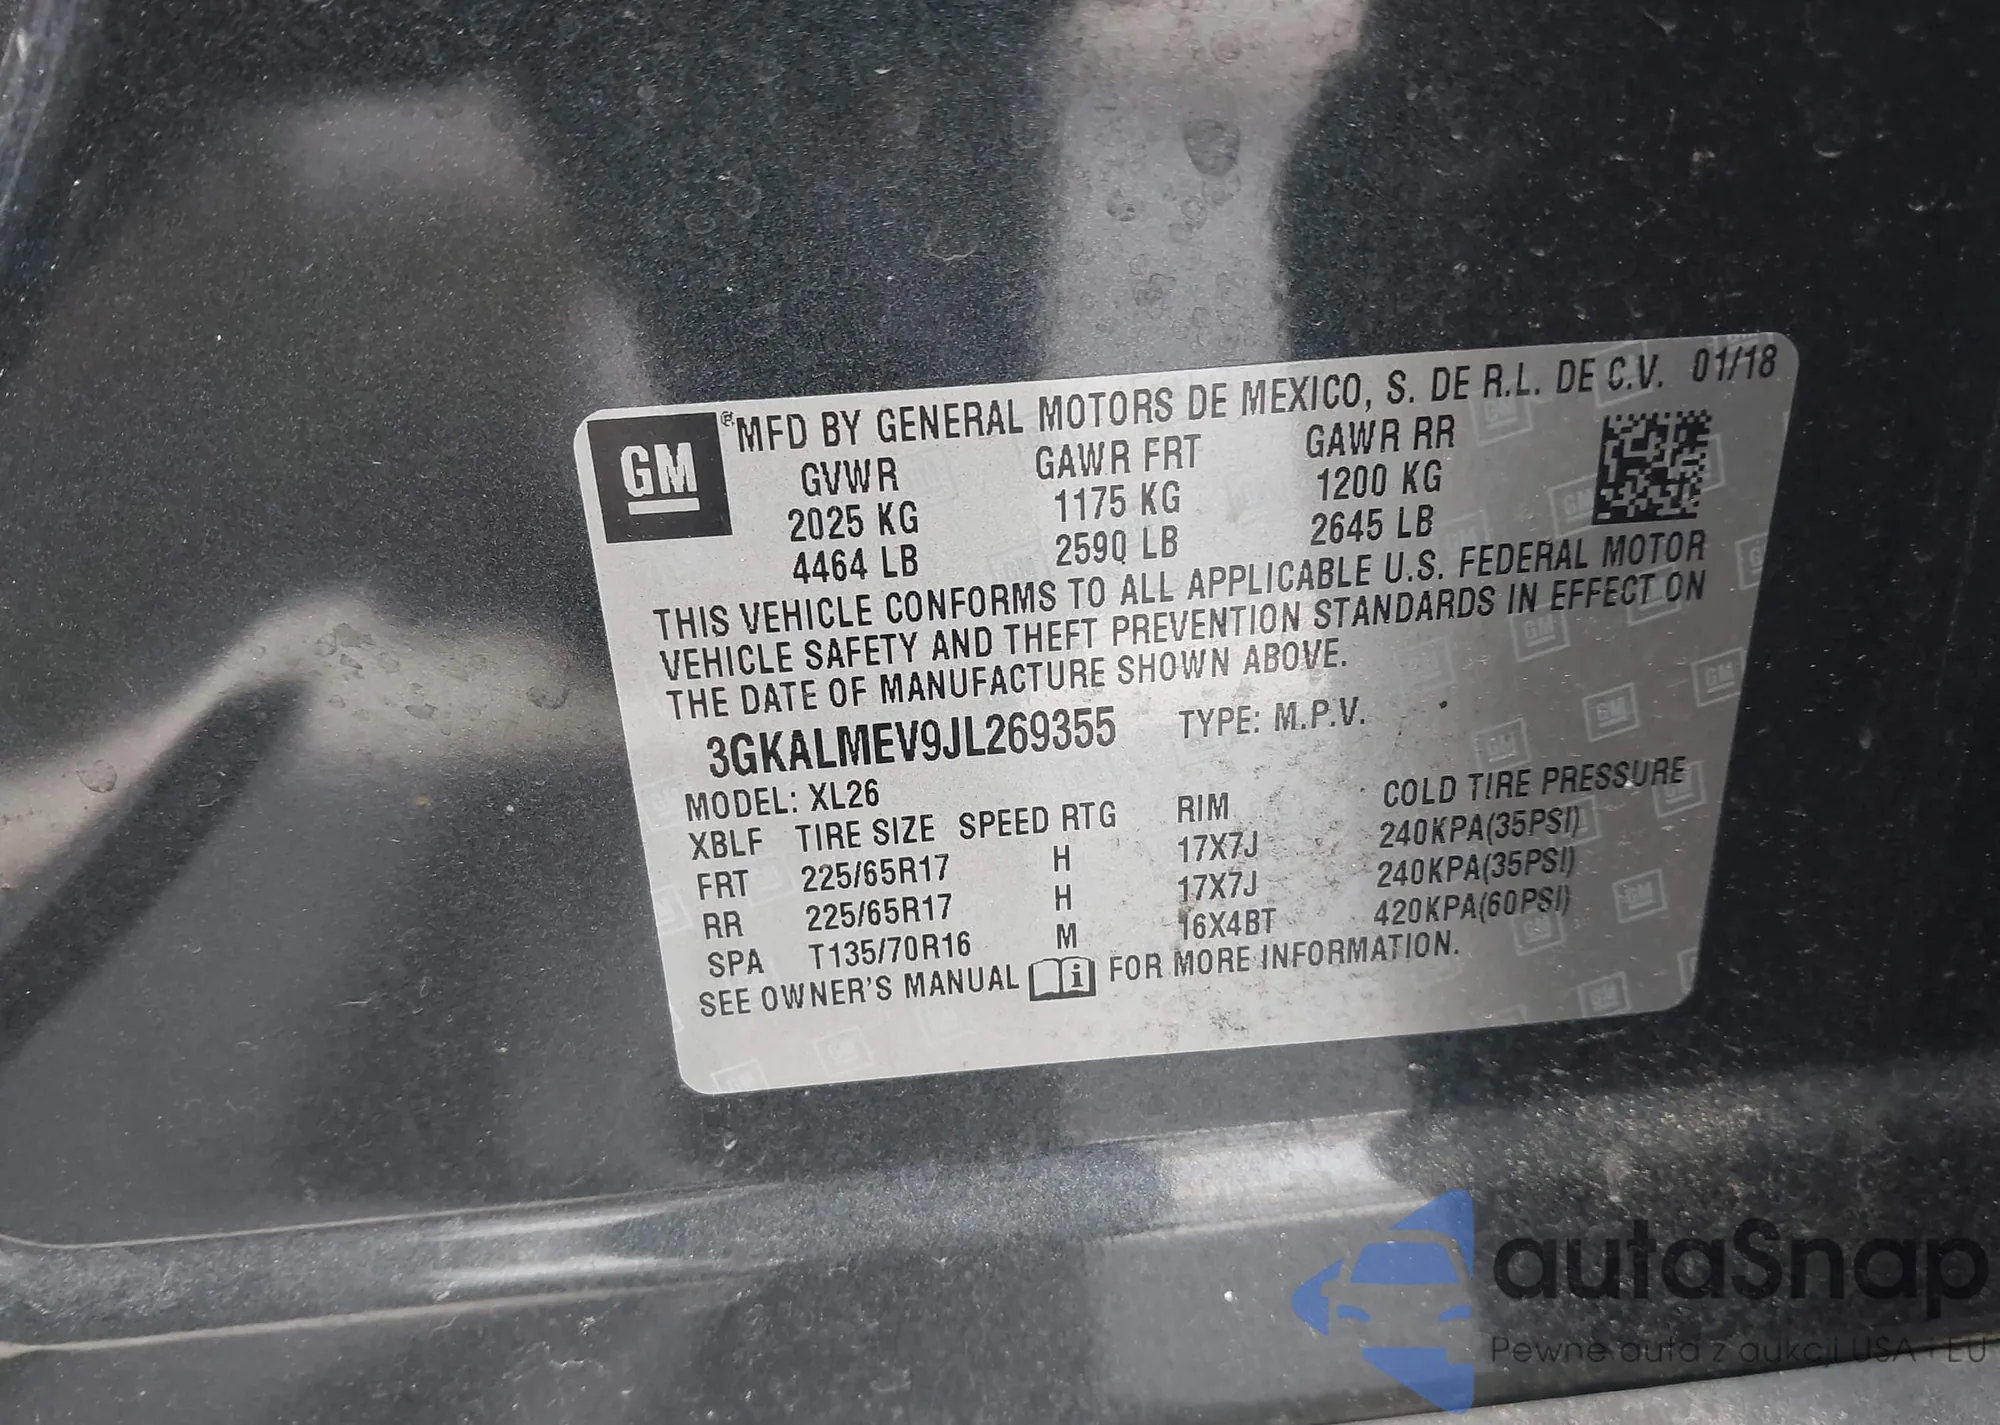 GM
® MFD BY GENERAL MOTORS DE MEXICO, S. DE R.L. DE C.V. 01/18
GVWR GAWR FRT GAWR RR
2025 KG 1175 KG 1200 KG
4464 LB 2590 LB 2645 LB
THIS VEHICLE CONFORMS TO ALL APPLICABLE U.S. FEDERAL MOTOR
VEHICLE SAFETY AND THEFT PREVENTION STANDARDS IN EFFECT ON
THE DATE OF MANUFACTURE SHOWN ABOVE.
3GKALMEV9JL269355 TYPE: M.P.V.
MODEL: XL26
XBLF TIRE SIZE SPEED RTG RIM COLD TIRE PRESSURE
FRT 225/65R17 H 17X7J 240KPA(35PSI)
RR 225/65R17 H 17X7J 240KPA(35PSI)
SPA T135/70R16 M 16X4BT 420KPA(60PSI)
SEE OWNER'S MANUAL i FOR MORE INFORMATION.
autaSnap
Pewne auta z aukcji USA i EU